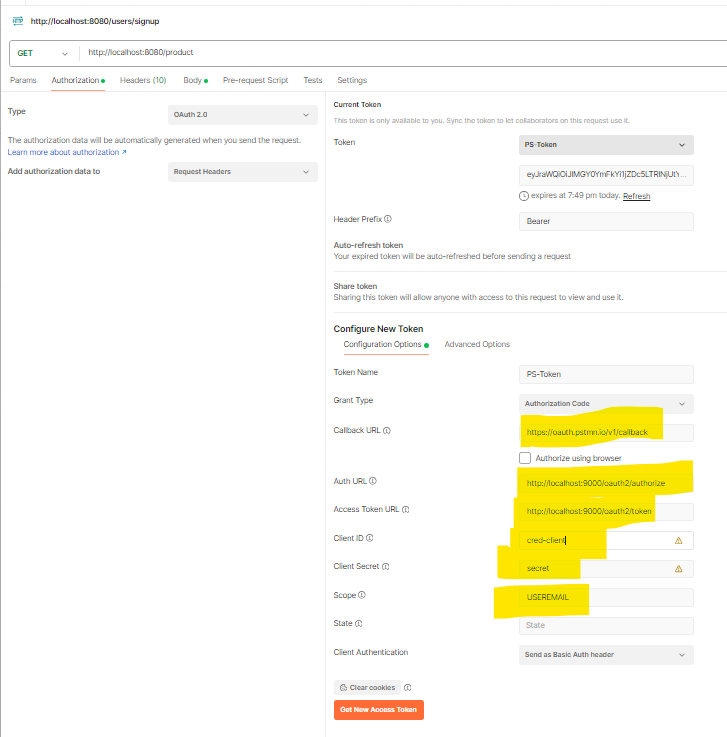 HTTP http://localhost:8080/users/signup
GET http://localhost:8080/product
Params Authorization Headers (10) Body Pre-request Script Tests Settings
Type OAuth 2.0
The authorization data will be automatically generated when you send the request.
Learn more about authorization ↗
Add authorization data to Request Headers
Current Token
This token is only available to you. Sync the token to let collaborators on this request use it.
Token PS-Token
expires at 7:49 pm today. Refresh
Header Prefix Bearer
Auto-refresh token
Your expired token will be auto-refreshed before sending a request
Share token
Sharing this token will allow anyone with access to this request to view and use it.
Configure New Token
Configuration Options Advanced Options
Token Name PS-Token
Grant Type Authorization Code
Callback URL https://oauth.pstmn.io/v1/callback
Authorize using browser
Auth URL http://localhost:9000/oauth2/authorize
Access Token URL http://localhost:9000/oauth2/token
Client ID cred-client
Client Secret secret
Scope USEREMAIL
State State
Client Authentication Send as Basic Auth header
Clear cookies
Get New Access Token